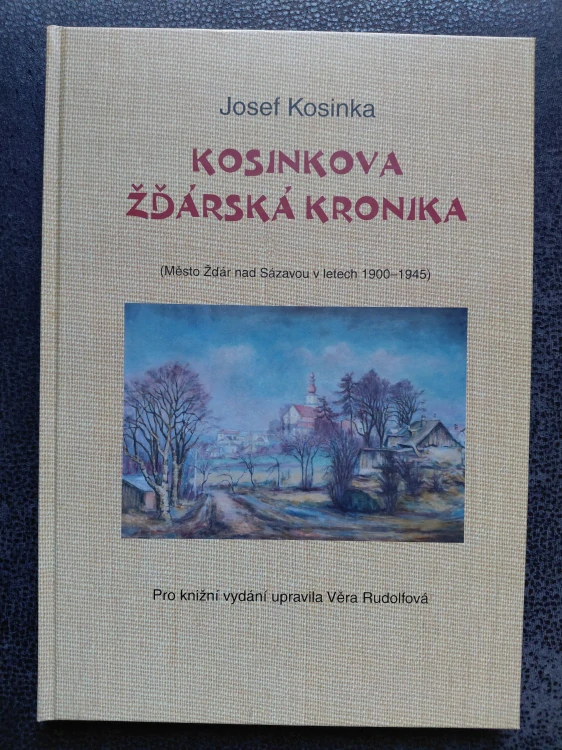 Josef Kosinka
KOSINKOVA
ŽĎÁRSKÁ KRONIKA
(Město Žďár nad Sázavou v letech 1900–1945)
Pro knižní vydání upravila Věra Rudolfová